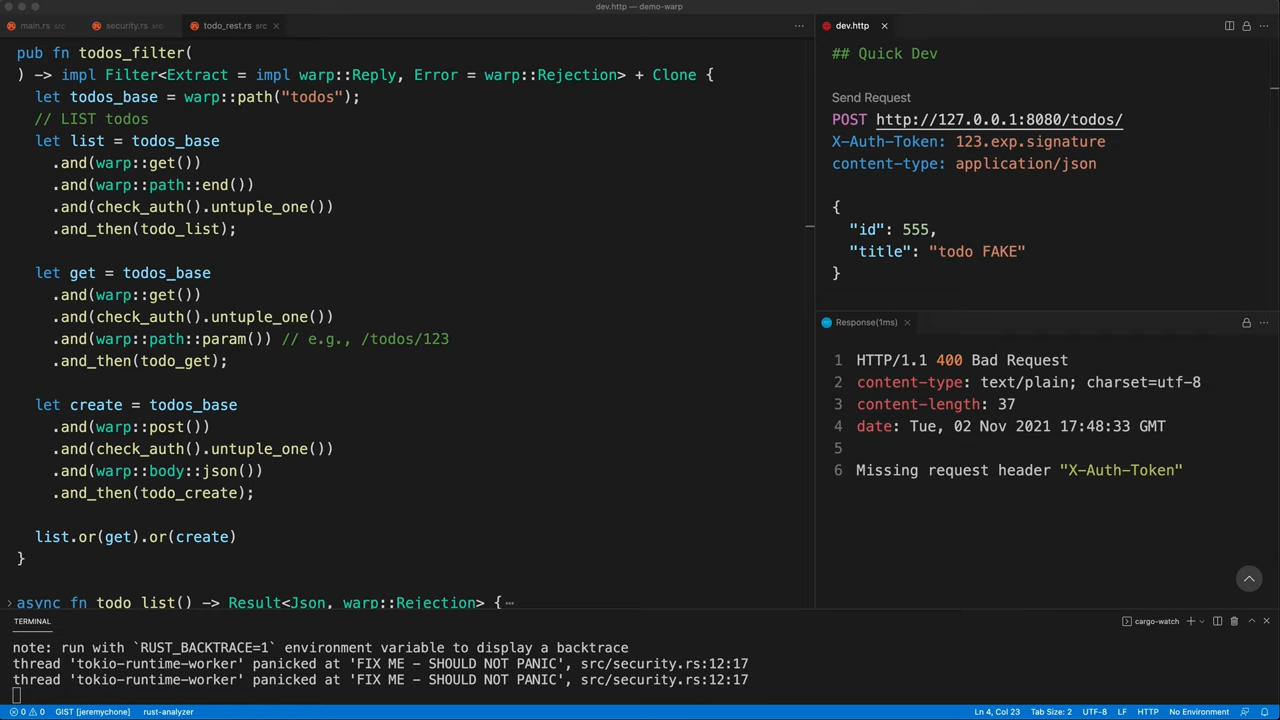 dev.http — demo-warp
main.rs src
security.rs src
todo_rest.rs src
pub fn todos_filter(
) -> impl Filter<Extract = impl warp::Reply, Error = warp::Rejection> + Clone {
let todos_base = warp::path("todos");
// LIST todos
let list = todos_base
.and(warp::get())
.and(warp::path::end())
.and(check_auth().untuple_one())
.and_then(todo_list);
let get = todos_base
.and(warp::get())
.and(check_auth().untuple_one())
.and(warp::path::param()) // e.g., /todos/123
.and_then(todo_get);
let create = todos_base
.and(warp::post())
.and(check_auth().untuple_one())
.and(warp::body::json())
.and_then(todo_create);
list.or(get).or(create)
}
async fn todo_list() -> Result<Json, warp::Rejection> {
dev.http
## Quick Dev
Send Request
POST http://127.0.0.1:8080/todos/
X-Auth-Token: 123.exp.signature
content-type: application/json
{
"id": 555,
"title": "todo FAKE"
}
Response(1ms)
1 HTTP/1.1 400 Bad Request
2 content-type: text/plain; charset=utf-8
3 content-length: 37
4 date: Tue, 02 Nov 2021 17:48:33 GMT
5
6 Missing request header "X-Auth-Token"
TERMINAL
cargo-watch
note: run with `RUST_BACKTRACE=1` environment variable to display a backtrace
thread 'tokio-runtime-worker' panicked at 'FIX ME - SHOULD NOT PANIC', src/security.rs:12:17
thread 'tokio-runtime-worker' panicked at 'FIX ME - SHOULD NOT PANIC', src/security.rs:12:17
0 0 GIST [jeremychone] rust-analyzer
Ln 4, Col 23 Tab Size: 2 UTF-8 LF HTTP No Environment